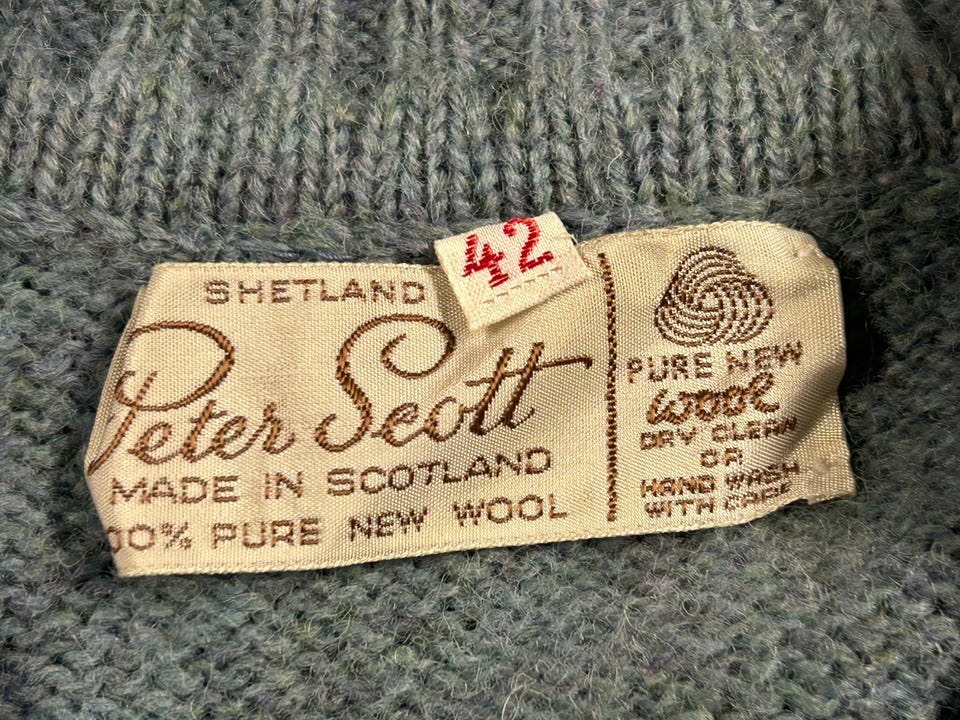 42
SHETLAND
Peter Scott
MADE IN SCOTLAND
00% PURE NEW WOOL
PURE NEW
wool
DRY CLEAN
OR
HAND WASH
WITH CARE